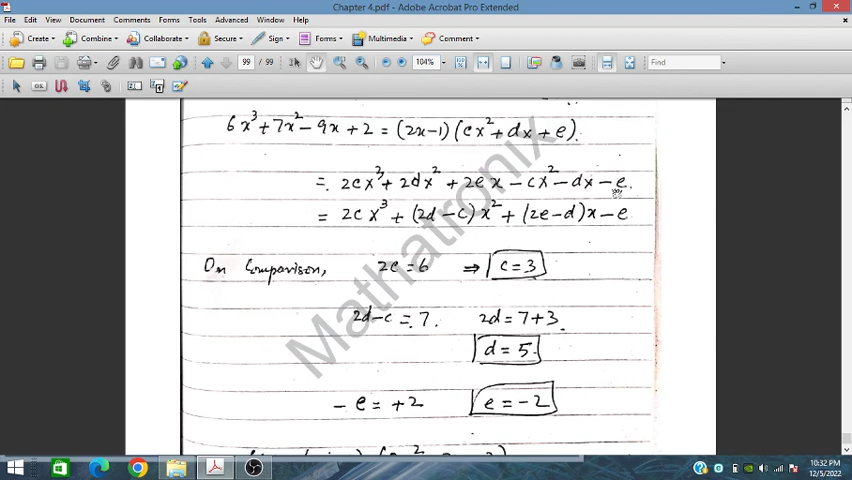 Chapter 4.pdf - Adobe Acrobat Pro Extended
File Edit View Document Comments Forms Tools Advanced Window Help
Create Combine Collaborate Secure Sign Forms Multimedia Comment
99 / 99 104% Find
6x³ + 7x² - 9x + 2 = (2x-1) (cx² + dx + e)
= 2cx³ + 2dx² + 2ex - cx² - dx - e.
= 2cx³ + (2d-c)x² + (2e-d)x - e
On Comparison, 2c = 6 ⇒ c = 3
2d-c = 7. 2d = 7+3
d = 5
- e = +2 e = -2
Mathatronix
10:32 PM
12/5/2022